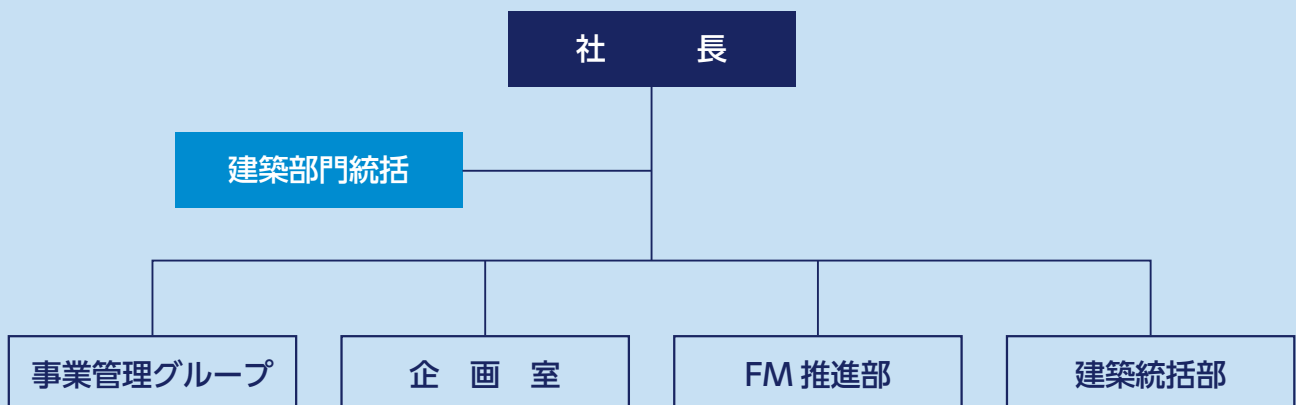 社　長
建築部門統括
事業管理グループ
企　画　室
FM 推進部
建築統括部